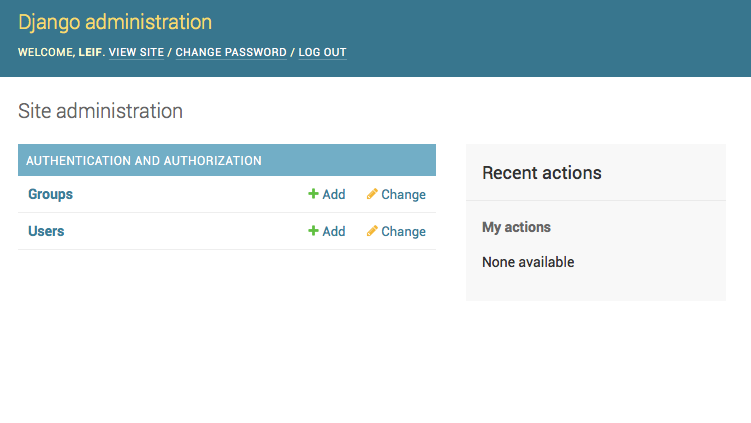 Django administration
WELCOME, LEIF. VIEW SITE / CHANGE PASSWORD / LOG OUT
Site administration
AUTHENTICATION AND AUTHORIZATION
Groups Add Change
Users Add Change
Recent actions
My actions
None available